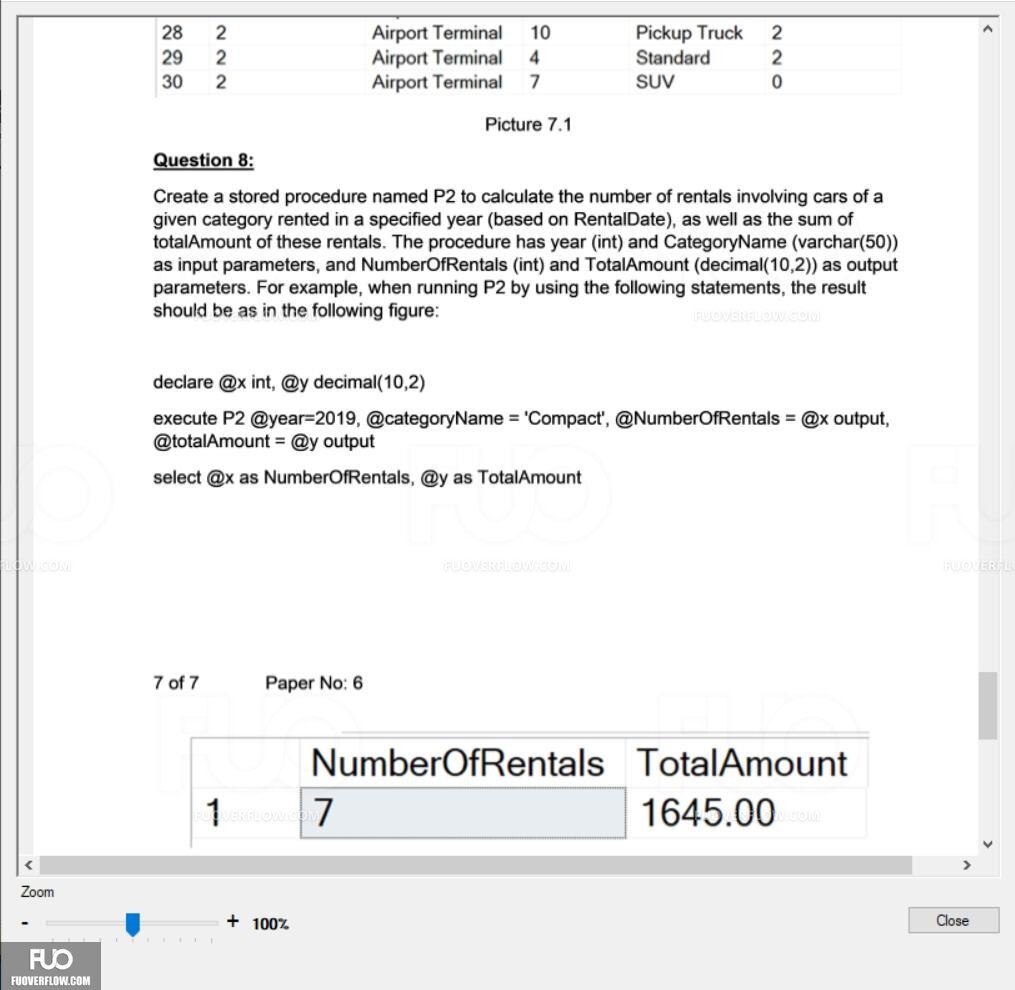 28 2 Airport Terminal 10 Pickup Truck 2
29 2 Airport Terminal 4 Standard 2
30 2 Airport Terminal 7 SUV 0
Picture 7.1
Question 8:
Create a stored procedure named P2 to calculate the number of rentals involving cars of a
given category rented in a specified year (based on RentalDate), as well as the sum of
totalAmount of these rentals. The procedure has year (int) and CategoryName (varchar(50))
as input parameters, and NumberOfRentals (int) and TotalAmount (decimal(10,2)) as output
parameters. For example, when running P2 by using the following statements, the result
should be as in the following figure:
FUOVERFLOW.COM
declare @x int, @y decimal(10,2)
execute P2 @year=2019, @categoryName = 'Compact', @NumberOfRentals = @x output,
@totalAmount = @y output
select @x as NumberOfRentals, @y as TotalAmount
FUO
FLOW.COM FUOVERFLOW.COM FUOVERFL
7 of 7 Paper No: 6
NumberOfRentals TotalAmount
1 7 1645.00
Zoom
- + 100% Close
FUO
FUOVERFLOW.COM